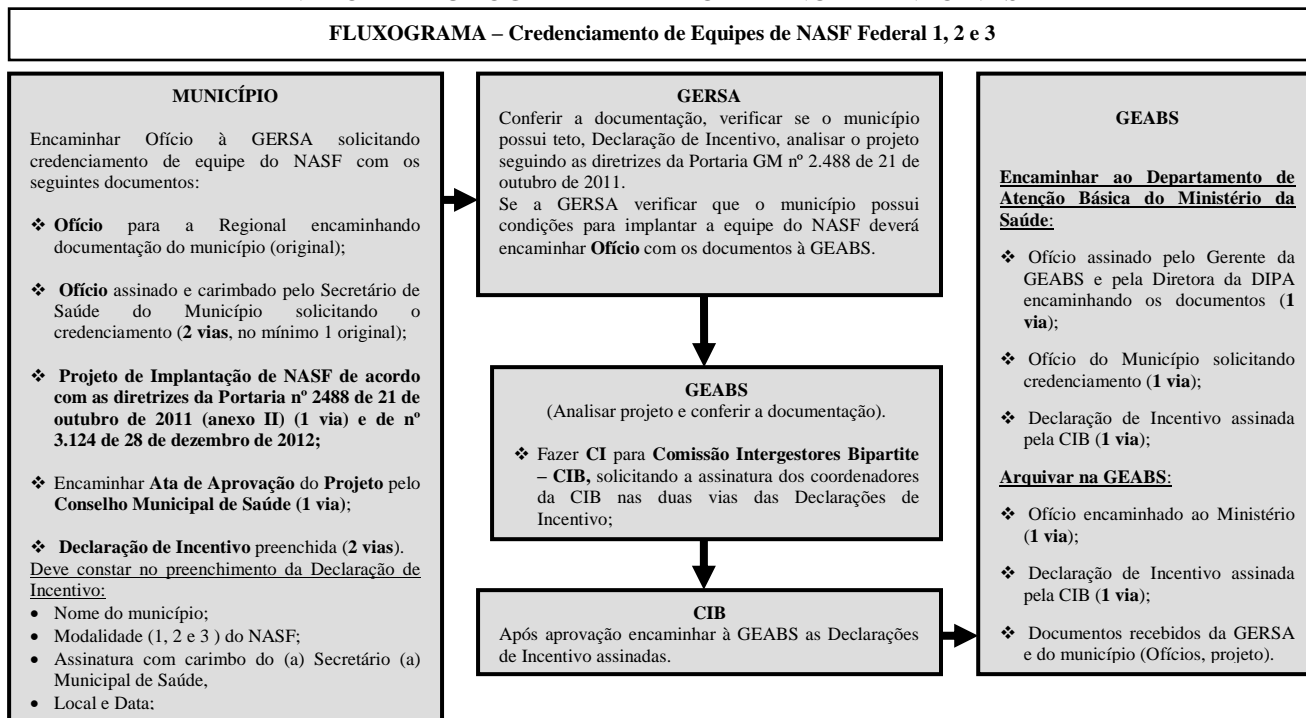 FLUXOGRAMA – Credenciamento de Equipes de NASF Federal 1, 2 e 3
MUNICÍPIO
Encaminhar Ofício à GERSA solicitando
credenciamento de equipe do NASF com os
seguintes documentos:
❖ Ofício para a Regional encaminhando
documentação do município (original);
❖ Ofício assinado e carimbado pelo Secretário de
Saúde do Município solicitando o
credenciamento (2 vias, no mínimo 1 original);
❖ Projeto de Implantação de NASF de acordo
com as diretrizes da Portaria nº 2488 de 21 de
outubro de 2011 (anexo II) (1 via) e de nº
3.124 de 28 de dezembro de 2012;
❖ Encaminhar Ata de Aprovação do Projeto pelo
Conselho Municipal de Saúde (1 via);
❖ Declaração de Incentivo preenchida (2 vias).
Deve constar no preenchimento da Declaração de
Incentivo:
• Nome do município;
• Modalidade (1, 2 e 3 ) do NASF;
• Assinatura com carimbo do (a) Secretário (a)
Municipal de Saúde,
• Local e Data;
GERSA
Conferir a documentação, verificar se o município
possui teto, Declaração de Incentivo, analisar o projeto
seguindo as diretrizes da Portaria GM nº 2.488 de 21 de
outubro de 2011.
Se a GERSA verificar que o município possui
condições para implantar a equipe do NASF deverá
encaminhar Ofício com os documentos à GEABS.
GEABS
(Analisar projeto e conferir a documentação).
❖ Fazer CI para Comissão Intergestores Bipartite
– CIB, solicitando a assinatura dos coordenadores
da CIB nas duas vias das Declarações de
Incentivo;
CIB
Após aprovação encaminhar à GEABS as Declarações
de Incentivo assinadas.
GEABS
Encaminhar ao Departamento de
Atenção Básica do Ministério da
Saúde:
❖ Ofício assinado pelo Gerente da
GEABS e pela Diretora da DIPA
encaminhando os documentos (1
via);
❖ Ofício do Município solicitando
credenciamento (1 via);
❖ Declaração de Incentivo assinada
pela CIB (1 via);
Arquivar na GEABS:
❖ Ofício encaminhado ao Ministério
(1 via);
❖ Declaração de Incentivo assinada
pela CIB (1 via);
❖ Documentos recebidos da GERSA
e do município (Ofícios, projeto).